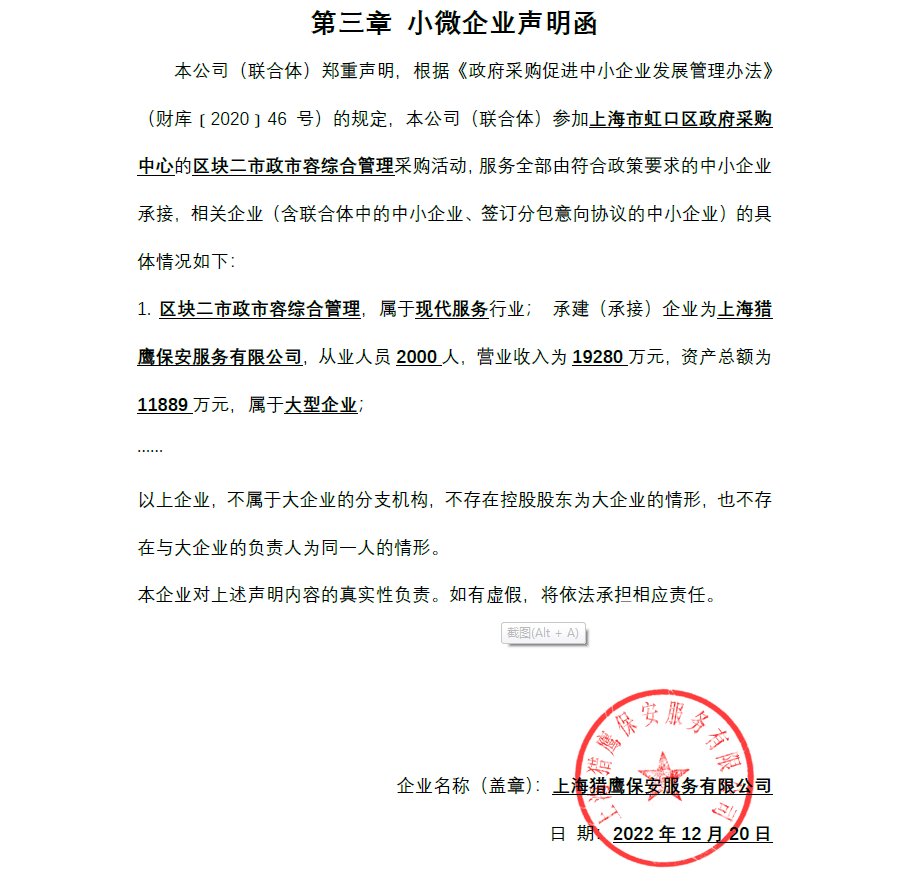 第三章 小微企业声明函
本公司（联合体）郑重声明，根据《政府采购促进中小企业发展管理办法》
（财库﹝2020﹞46 号）的规定，本公司（联合体）参加上海市虹口区政府采购
中心的区块二市政市容综合管理采购活动，服务全部由符合政策要求的中小企业
承接，相关企业（含联合体中的中小企业、签订分包意向协议的中小企业）的具
体情况如下：
1. 区块二市政市容综合管理，属于现代服务行业； 承建（承接）企业为上海猎
鹰保安服务有限公司，从业人员 2000 人，营业收入为 19280 万元，资产总额为
11889 万元，属于大型企业；
......
以上企业，不属于大企业的分支机构，不存在控股股东为大企业的情形，也不存
在与大企业的负责人为同一人的情形。
本企业对上述声明内容的真实性负责。如有虚假，将依法承担相应责任。
截图(Alt + A)
上海猎鹰保安服务有限公司
企业名称（盖章）：上海猎鹰保安服务有限公司
日 期：2022 年 12 月 20 日